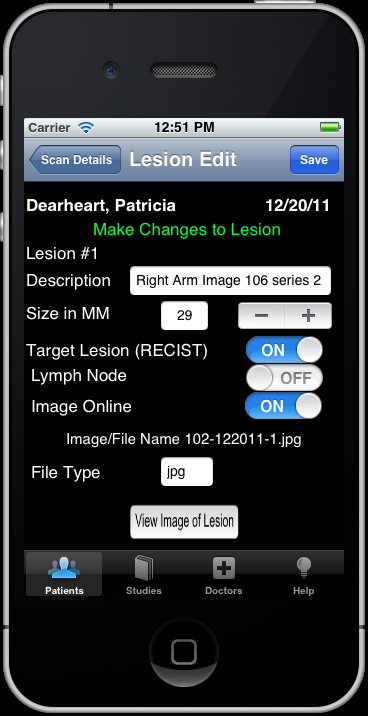 Carrier 12:51 PM
Scan Details Lesion Edit Save
Dearheart, Patricia 12/20/11
Make Changes to Lesion
Lesion #1
Description Right Arm Image 106 series 2
Size in MM 29 − +
Target Lesion (RECIST) ON
Lymph Node OFF
Image Online ON
Image/File Name 102-122011-1.jpg
File Type jpg
View Image of Lesion
Patients Studies Doctors Help